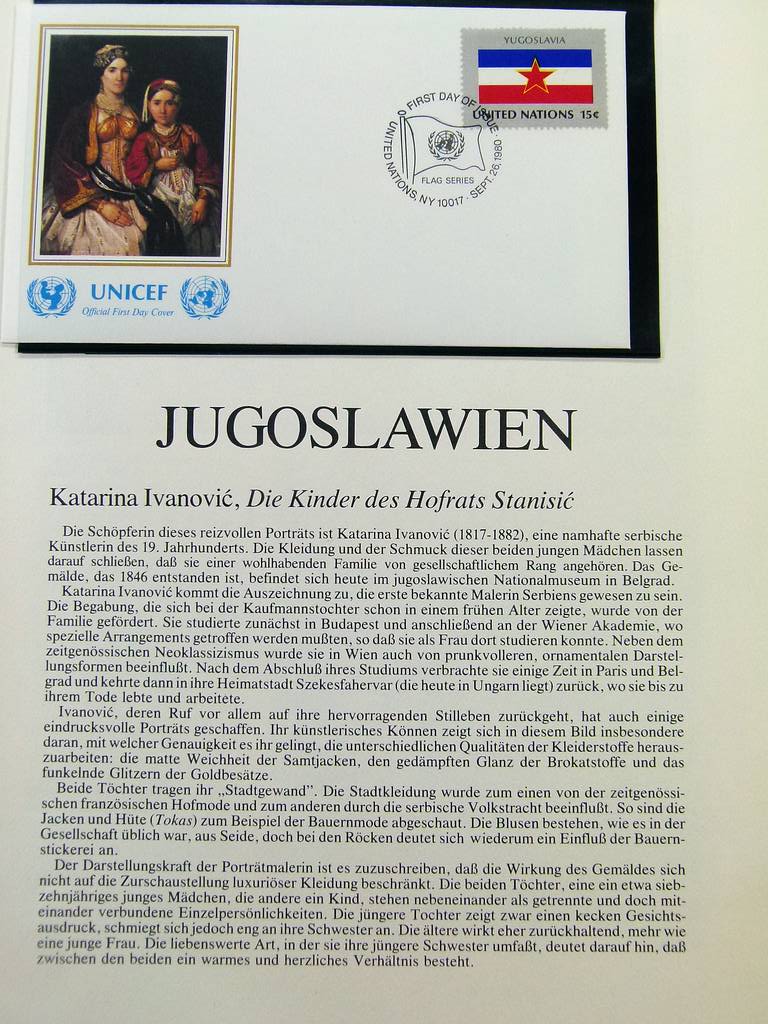 YUGOSLAVIA
UNITED NATIONS 15¢
FIRST DAY OF ISSUE · SEPT. 26, 1980
UNITED NATIONS, NY 10017
FLAG SERIES
UNICEF
Official First Day Cover
JUGOSLAWIEN
Katarina Ivanović, Die Kinder des Hofrats Stanisić
Die Schöpferin dieses reizvollen Porträts ist Katarina Ivanović (1817-1882), eine namhafte serbische
Künstlerin des 19. Jahrhunderts. Die Kleidung und der Schmuck dieser beiden jungen Mädchen lassen
darauf schließen, daß sie einer wohlhabenden Familie von gesellschaftlichem Rang angehören. Das Ge-
mälde, das 1846 entstanden ist, befindet sich heute im jugoslawischen Nationalmuseum in Belgrad.
Katarina Ivanović kommt die Auszeichnung zu, die erste bekannte Malerin Serbiens gewesen zu sein.
Die Begabung, die sich bei der Kaufmannstochter schon in einem frühen Alter zeigte, wurde von der
Familie gefördert. Sie studierte zunächst in Budapest und anschließend an der Wiener Akademie, wo
spezielle Arrangements getroffen werden mußten, so daß sie als Frau dort studieren konnte. Neben dem
zeitgenössischen Neoklassizismus wurde sie in Wien auch von prunkvollen, ornamentalen Darstel-
lungsformen beeinflußt. Nach dem Abschluß ihres Studiums verbrachte sie einige Zeit in Paris und Bel-
grad und kehrte dann in ihre Heimatstadt Szekesfahervar (die heute in Ungarn liegt) zurück, wo sie bis zu
ihrem Tode lebte und arbeitete.
Ivanović, deren Ruf vor allem auf ihre hervorragenden Stilleben zurückgeht, hat auch einige
eindrucksvolle Porträts geschaffen. Ihr künstlerisches Können zeigt sich in diesem Bild insbesondere
daran, mit welcher Genauigkeit es ihr gelingt, die unterschiedlichen Qualitäten der Kleiderstoffe heraus-
zuarbeiten: die matte Weichheit der Samtjacken, den gedämpften Glanz der Brokatstoffe und das
funkelnde Glitzern der Goldbesätze.
Beide Töchter tragen ihr „Stadtgewand”. Die Stadtkleidung wurde zum einen von der zeitgenössi-
schen französischen Hofmode und zum anderen durch die serbische Volkstracht beeinflußt. So sind die
Jacken und Hüte (Tokas) zum Beispiel der Bauernmode abgeschaut. Die Blusen bestehen, wie es in der
Gesellschaft üblich war, aus Seide, doch bei den Röcken deutet sich wiederum ein Einfluß der Bauern-
stickerei an.
Der Darstellungskraft der Porträtmalerin ist es zuzuschreiben, daß die Wirkung des Gemäldes sich
nicht auf die Zurschaustellung luxuriöser Kleidung beschränkt. Die beiden Töchter, eine ein etwa sieb-
zehnjähriges junges Mädchen, die andere ein Kind, stehen nebeneinander als getrennte und doch mit-
einander verbundene Einzelpersönlichkeiten. Die jüngere Tochter zeigt zwar einen kecken Gesichts-
ausdruck, schmiegt sich jedoch eng an ihre Schwester an. Die ältere wirkt eher zurückhaltend, mehr wie
eine junge Frau. Die liebenswerte Art, in der sie ihre jüngere Schwester umfaßt, deutet darauf hin, daß
zwischen den beiden ein warmes und herzliches Verhältnis besteht.